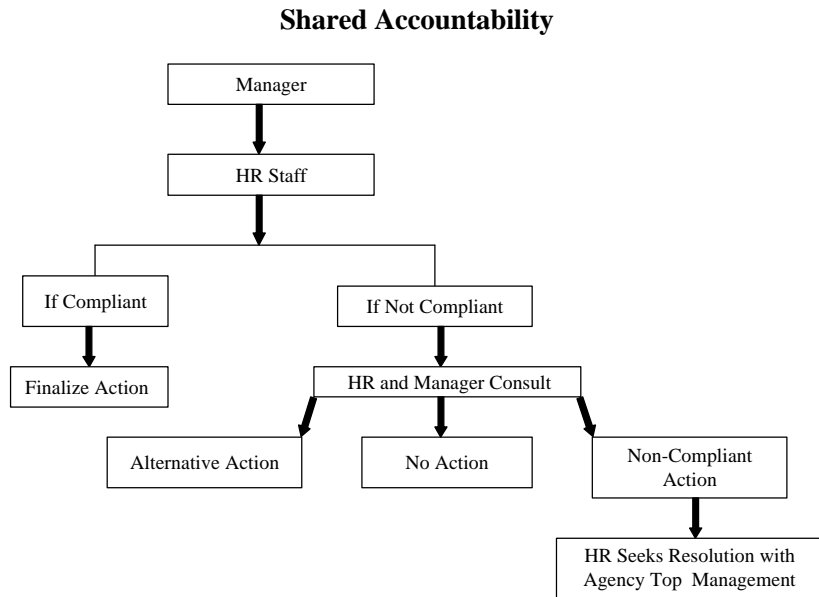 Shared Accountability
Manager
HR Staff
If Compliant
If Not Compliant
Finalize Action
HR and Manager Consult
Alternative Action
No Action
Non-Compliant
Action
HR Seeks Resolution with
Agency Top Management